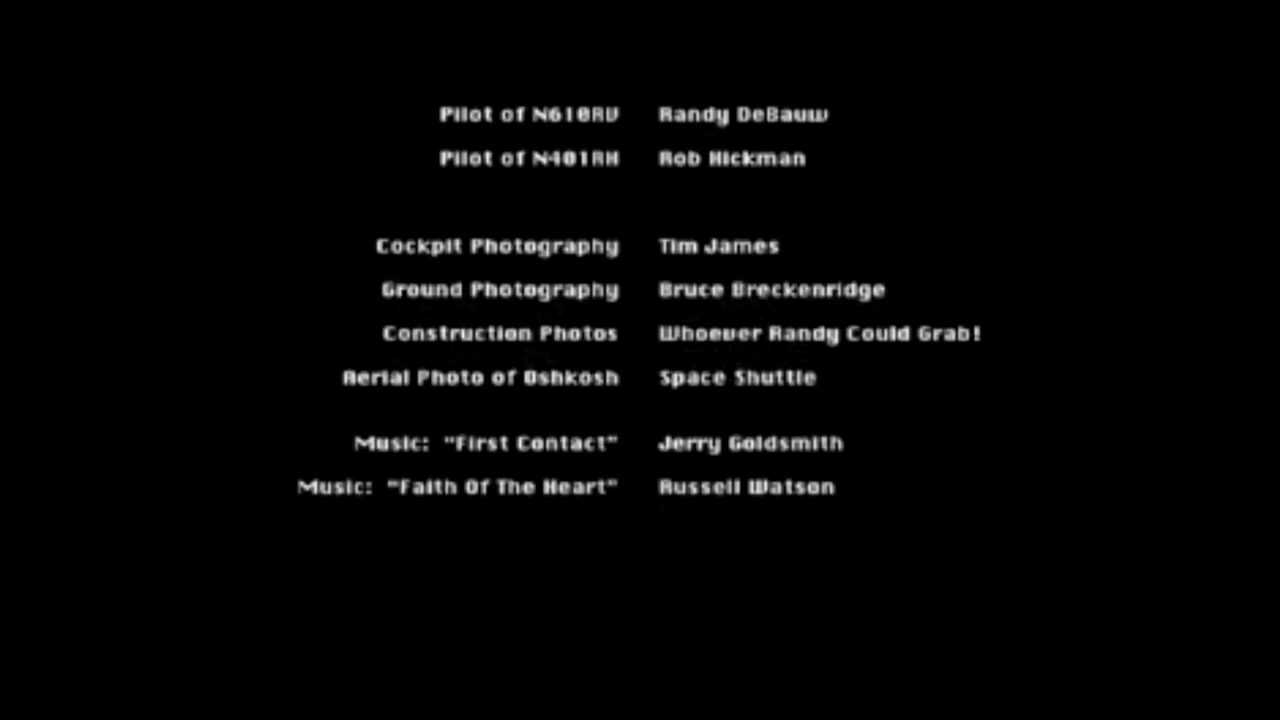 Pilot of N610RV Randy DeBauw
Pilot of N401RH Rob Hickman
Cockpit Photography Tim James
Ground Photography Bruce Breckenridge
Construction Photos Whoever Randy Could Grab!
Aerial Photo of Oshkosh Space Shuttle
Music: "First Contact" Jerry Goldsmith
Music: "Faith Of The Heart" Russell Watson